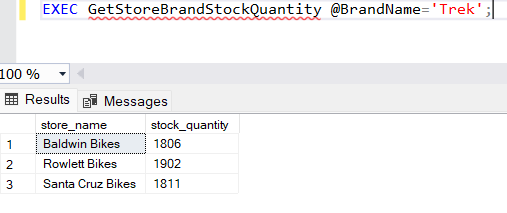 EXEC GetStoreBrandStockQuantity @BrandName='Trek';
100 %
Results Messages
store_name stock_quantity
1 Baldwin Bikes 1806
2 Rowlett Bikes 1902
3 Santa Cruz Bikes 1811